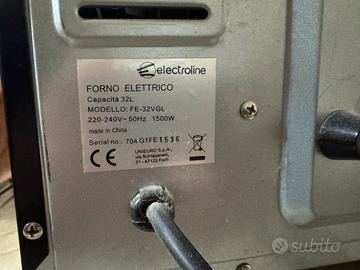 electroline
FORNO ELETTRICO
Capacità 32L
MODELLO: FE-32VGL
220-240V~50Hz 1500W
made in China
Serial no.: 704 G1FE1536
CE
UNIEURO S.p.A.
via Schiaparelli,
31 - 47122 Forlì
subito